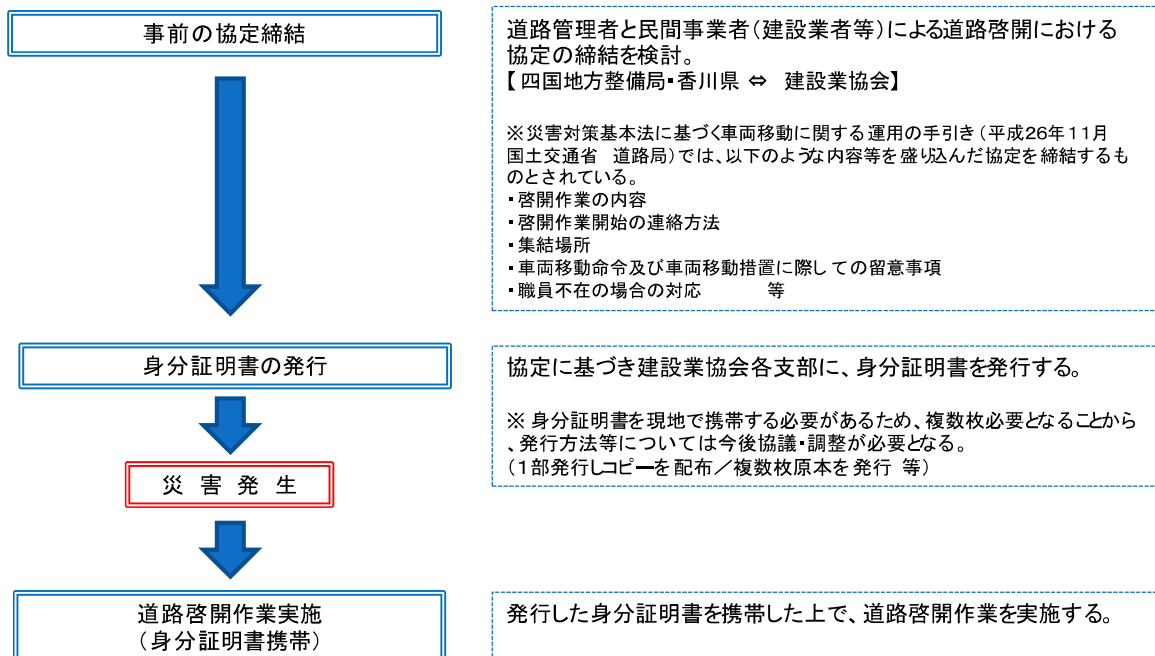 事前の協定締結
道路管理者と民間事業者(建設業者等)による道路啓開における
協定の締結を検討。
【四国地方整備局・香川県 ⇔ 建設業協会】
※災害対策基本法に基づく車両移動に関する運用の手引き(平成26年11月
国土交通省 道路局)では、以下のような内容等を盛り込んだ協定を締結するも
のとされている。
・啓開作業の内容
・啓開作業開始の連絡方法
・集結場所
・車両移動命令及び車両移動措置に際しての留意事項
・職員不在の場合の対応 等
身分証明書の発行
協定に基づき建設業協会各支部に、身分証明書を発行する。
※ 身分証明書を現地で携帯する必要があるため、複数枚必要となることから
、発行方法等については今後協議・調整が必要となる。
(1部発行しコピーを配布/複数枚原本を発行 等)
災 害 発 生
道路啓開作業実施
(身分証明書携帯)
発行した身分証明書を携帯した上で、道路啓開作業を実施する。